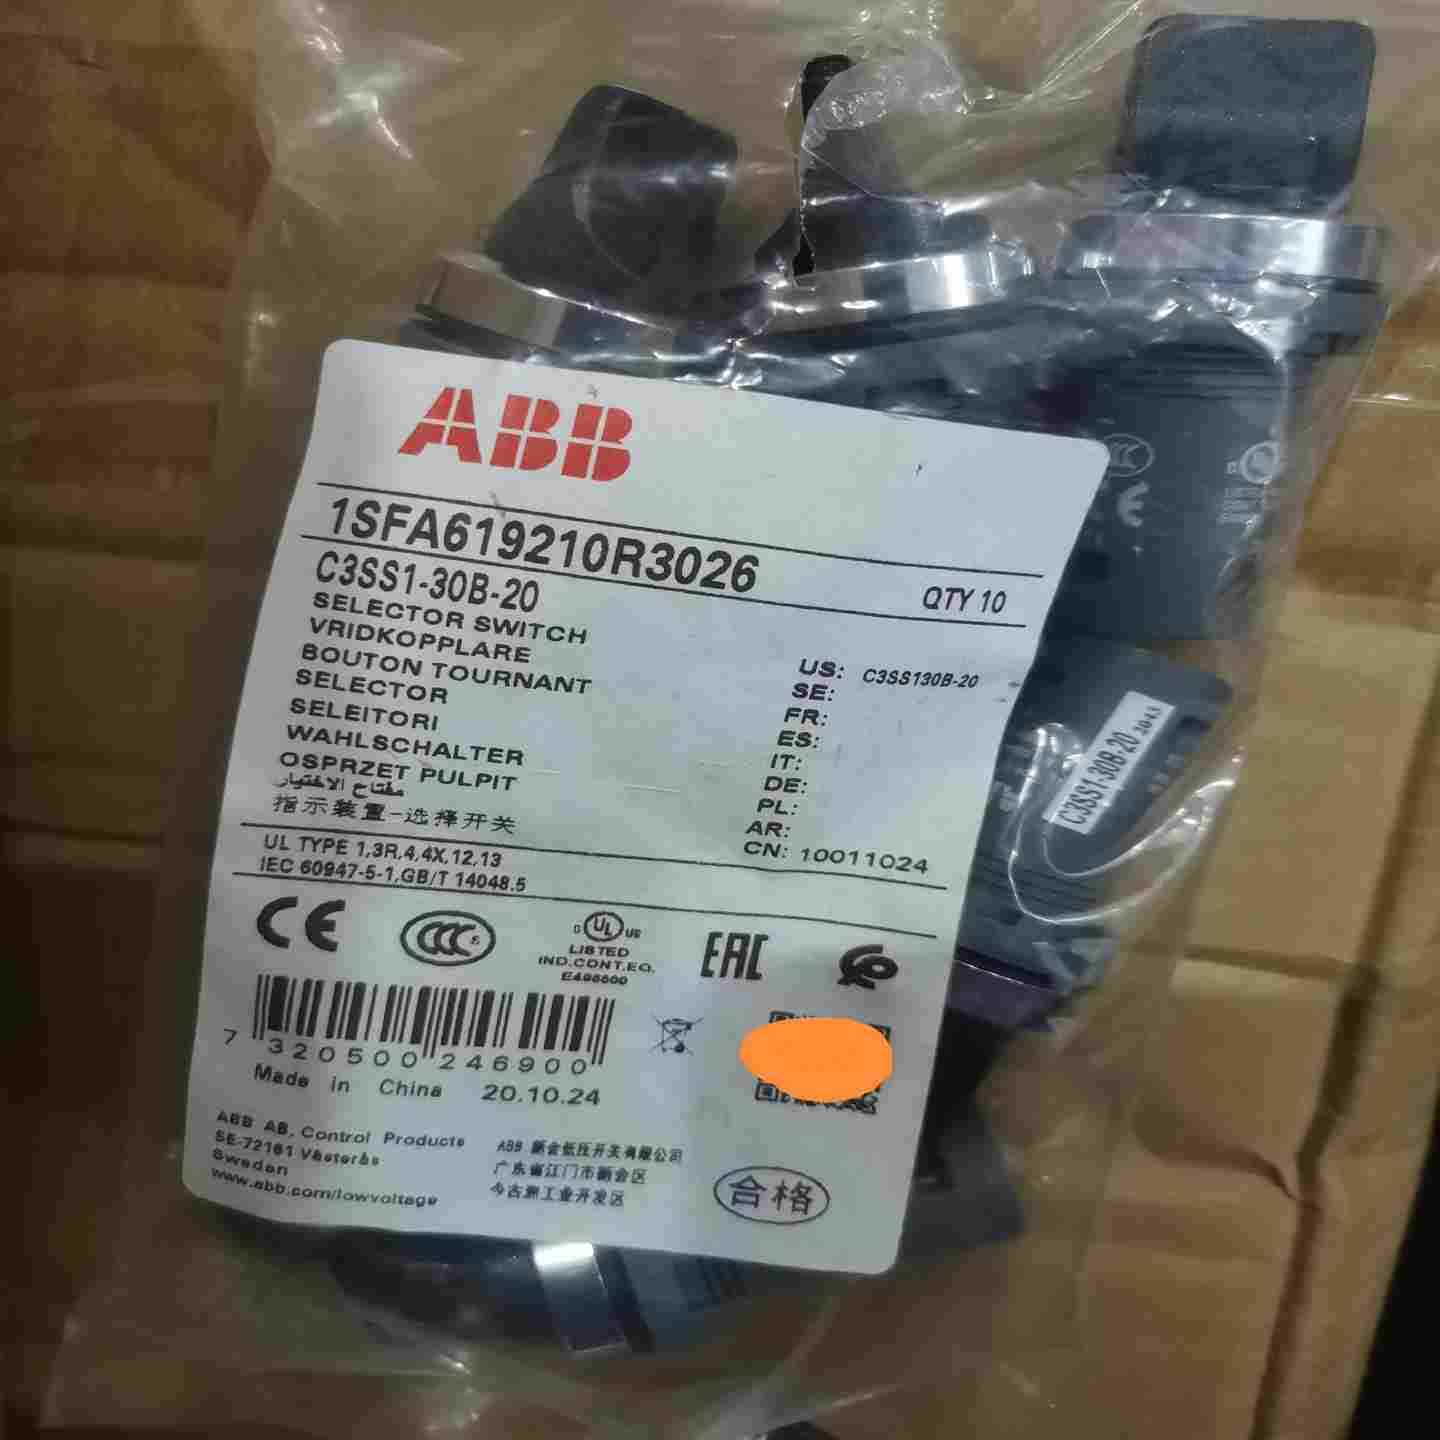 ABB
1SFA619210R3026
C3SS1-30B-20
QTY 10
SELECTOR SWITCH
VRIDKOPPLARE
BOUTON TOURNANT
SELECTOR
SELEITORI
WAHLSCHALTER
OSPRZET PULPIT
مفتاح الاختيار
指示装置-选择开关
US: C3SS130B-20
SE:
FR:
ES:
IT:
DE:
PL:
AR:
CN: 10011024
UL TYPE 1,3R,4,4X,12,13
IEC 60947-5-1,GB/T 14048.5
CE
CCC
C UL US
LISTED
IND.CONT.EQ.
EAC
7 320500 246900
Made in China 20.10.24
ABB AB, Control Products
SE-72161 Västerås
Sweden
www.abb.com/lowvoltage
ABB 新会低压开关有限公司
广东省江门市新会区
今古洲工业开发区
合格
C3SS1-30B-20
CCC
CE